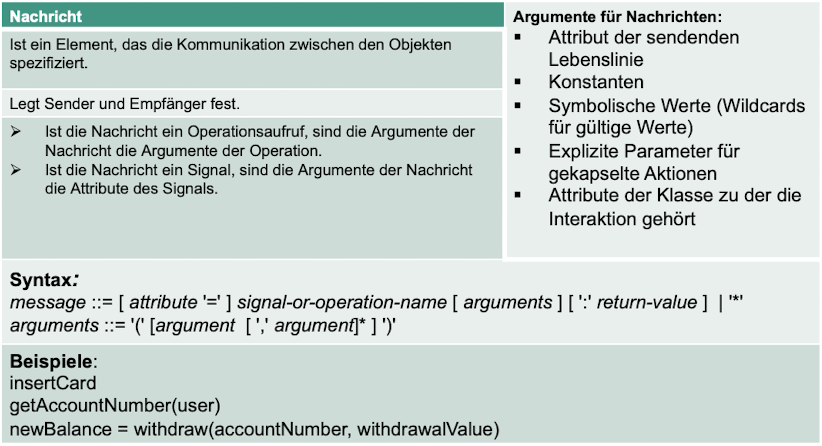 Nachricht
Ist ein Element, das die Kommunikation zwischen den Objekten
spezifiziert.
Legt Sender und Empfänger fest.
➢ Ist die Nachricht ein Operationsaufruf, sind die Argumente der
Nachricht die Argumente der Operation.
➢ Ist die Nachricht ein Signal, sind die Argumente der Nachricht
die Attribute des Signals.
Argumente für Nachrichten:
▪ Attribut der sendenden
Lebenslinie
▪ Konstanten
▪ Symbolische Werte (Wildcards
für gültige Werte)
▪ Explizite Parameter für
gekapselte Aktionen
▪ Attribute der Klasse zu der die
Interaktion gehört
Syntax:
message ::= [ attribute '=' ] signal-or-operation-name [ arguments ] [ ':' return-value ] | '*'
arguments ::= '(' [argument [ ',' argument]* ] ')'
Beispiele:
insertCard
getAccountNumber(user)
newBalance = withdraw(accountNumber, withdrawalValue)